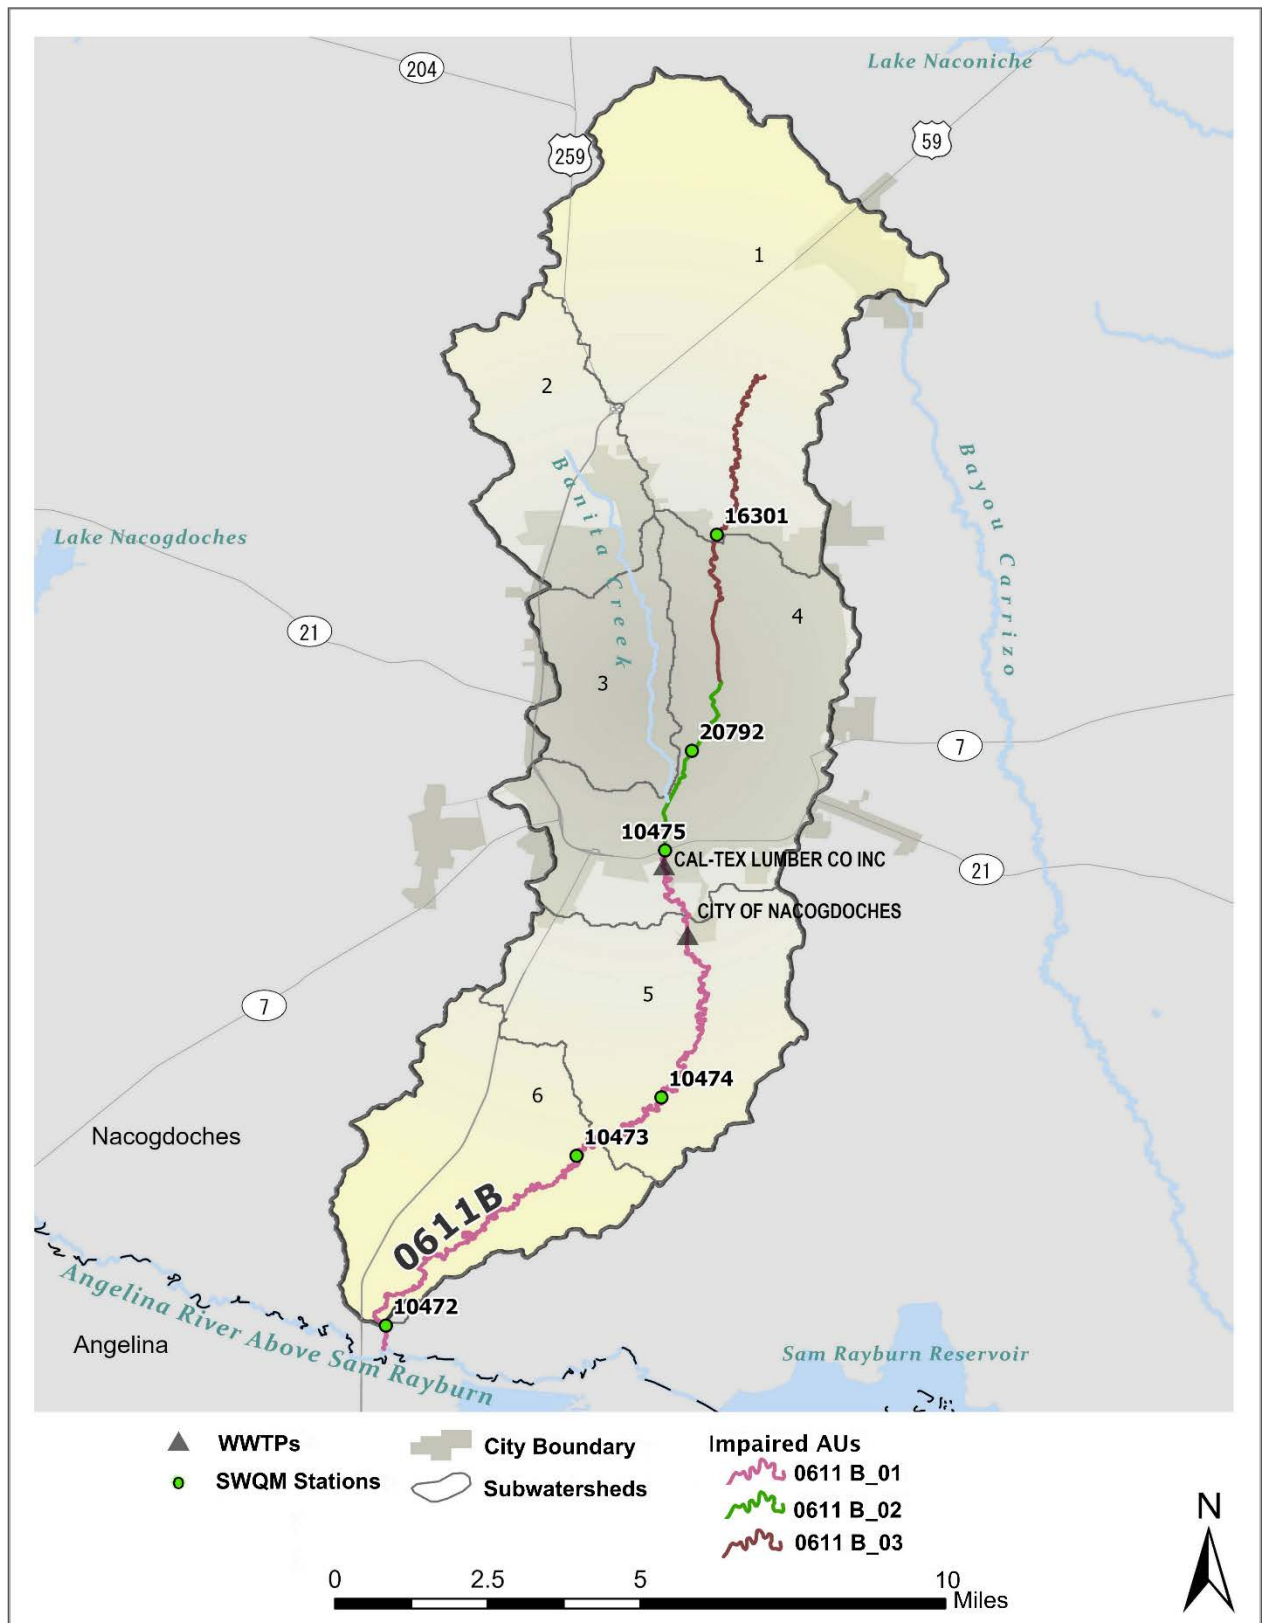 Lake Naconiche
204
259
59
1
2
Banita Creek
Bayou Carrizo
16301
Lake Nacogdoches
21
4
3
20792
7
10475
CAL-TEX LUMBER CO INC
21
CITY OF NACOGDOCHES
5
7
10474
6
10473
Nacogdoches
0611B
10472
Angelina River Above Sam Rayburn
Angelina
Sam Rayburn Reservoir
WWTPs
City Boundary
Impaired AUs
SWQM Stations
Subwatersheds
0611 B_01
0611 B_02
0611 B_03
N
0 2.5 5 10
Miles